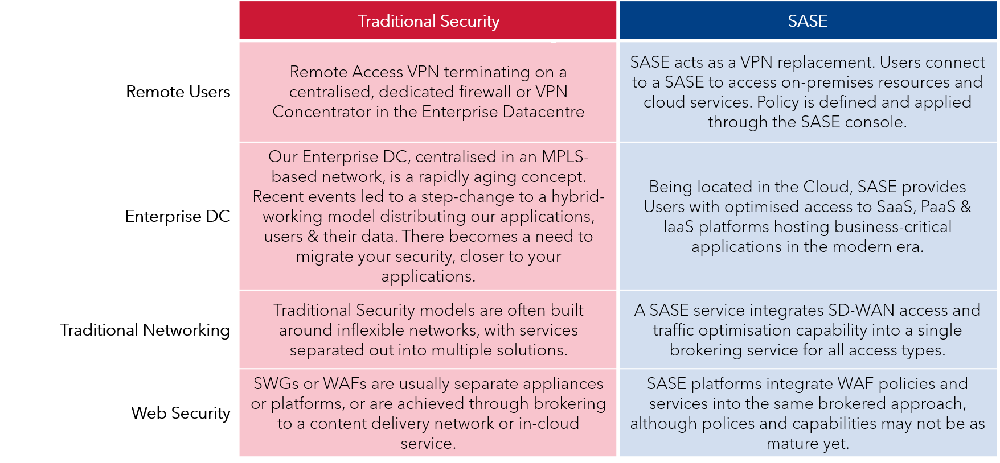 Traditional Security
SASE
Remote Users
Remote Access VPN terminating on a
centralised, dedicated firewall or VPN
Concentrator in the Enterprise Datacentre
SASE acts as a VPN replacement. Users connect
to a SASE to access on-premises resources and
cloud services. Policy is defined and applied
through the SASE console.
Enterprise DC
Our Enterprise DC, centralised in an MPLS-
based network, is a rapidly aging concept.
Recent events led to a step-change to a hybrid-
working model distributing our applications,
users & their data. There becomes a need to
migrate your security, closer to your
applications.
Being located in the Cloud, SASE provides
Users with optimised access to SaaS, PaaS &
IaaS platforms hosting business-critical
applications in the modern era.
Traditional Networking
Traditional Security models are often built
around inflexible networks, with services
separated out into multiple solutions.
A SASE service integrates SD-WAN access and
traffic optimisation capability into a single
brokering service for all access types.
Web Security
SWGs or WAFs are usually separate appliances
or platforms, or are achieved through brokering
to a content delivery network or in-cloud
service.
SASE platforms integrate WAF policies and
services into the same brokered approach,
although polices and capabilities may not be as
mature yet.